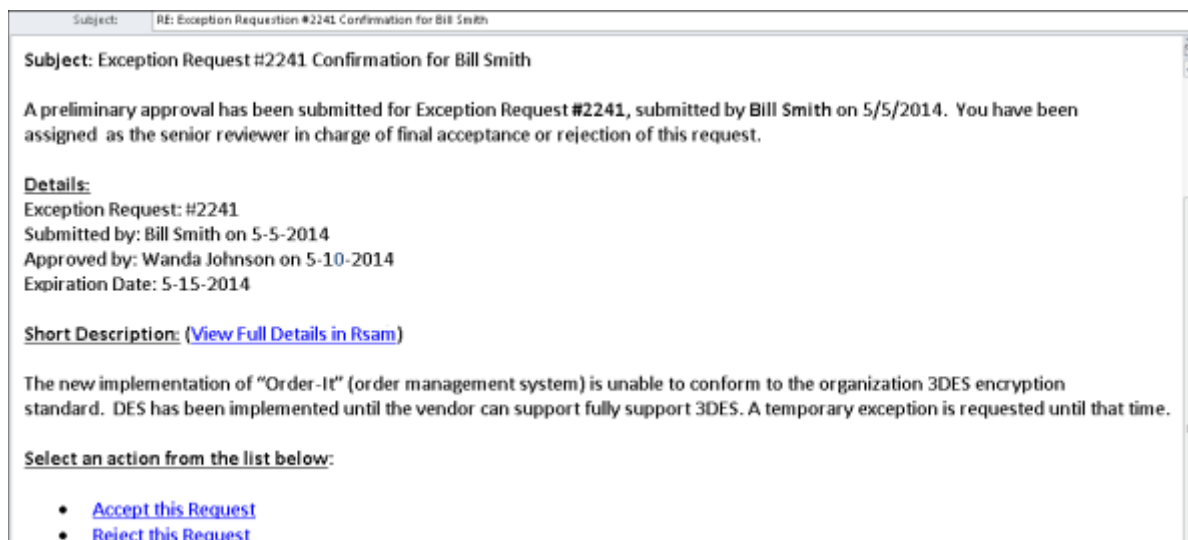 Subject: RE: Exception Requestion #2241 Confirmation for Bill Smith
Subject: Exception Request #2241 Confirmation for Bill Smith
A preliminary approval has been submitted for Exception Request #2241, submitted by Bill Smith on 5/5/2014. You have been
assigned as the senior reviewer in charge of final acceptance or rejection of this request.
Details:
Exception Request: #2241
Submitted by: Bill Smith on 5-5-2014
Approved by: Wanda Johnson on 5-10-2014
Expiration Date: 5-15-2014
Short Description: (View Full Details in Rsam)
The new implementation of “Order-It” (order management system) is unable to conform to the organization 3DES encryption
standard. DES has been implemented until the vendor can support fully support 3DES. A temporary exception is requested until that time.
Select an action from the list below:
• Accept this Request
• Reject this Request